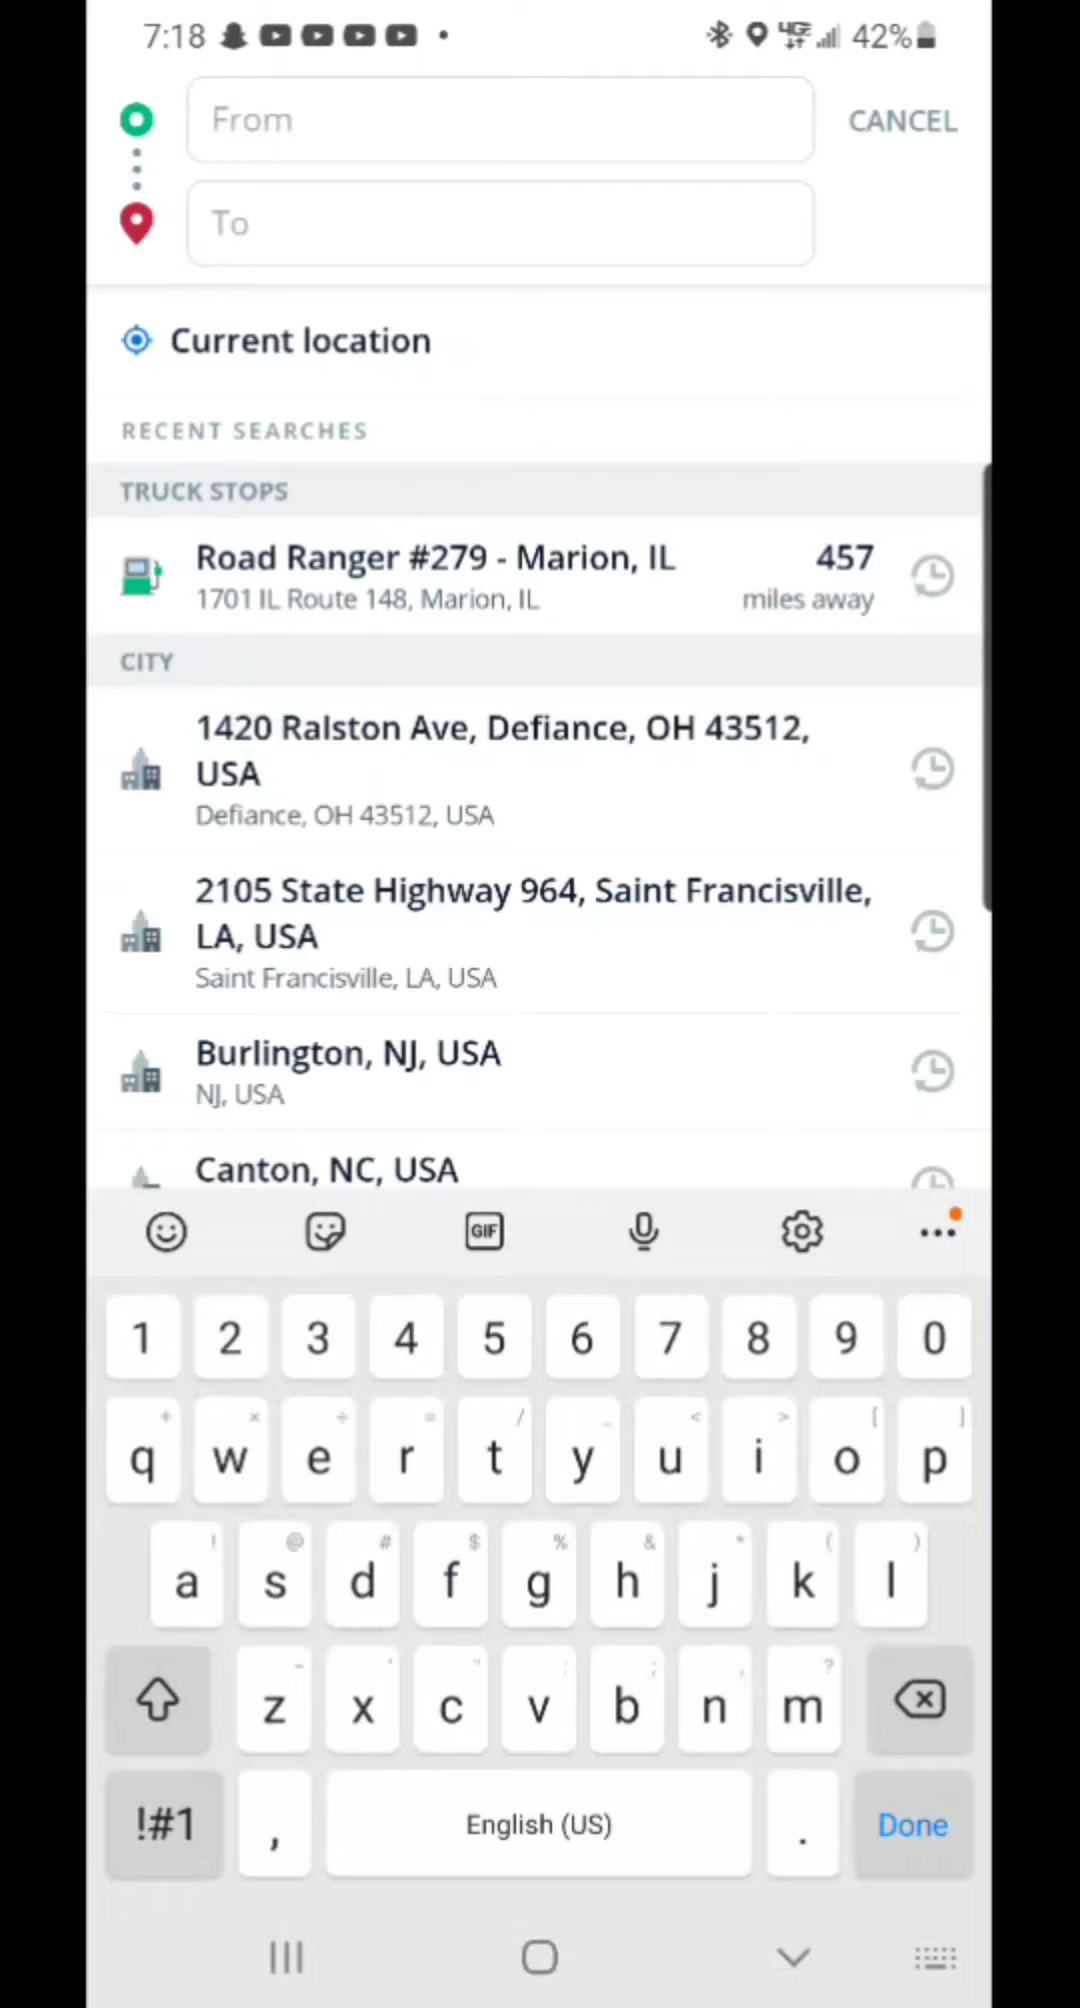 7:18 42%
From
CANCEL
To
Current location
RECENT SEARCHES
TRUCK STOPS
Road Ranger #279 - Marion, IL 457
1701 IL Route 148, Marion, IL miles away
CITY
1420 Ralston Ave, Defiance, OH 43512,
USA
Defiance, OH 43512, USA
2105 State Highway 964, Saint Francisville,
LA, USA
Saint Francisville, LA, USA
Burlington, NJ, USA
NJ, USA
Canton, NC, USA
GIF
1 2 3 4 5 6 7 8 9 0
+ × ÷ = / _ < > [ ]
q w e r t y u i o p
! @ # $ % & * ( )
a s d f g h j k l
- ' " : ; , ?
z x c v b n m
!#1 , English (US) . Done